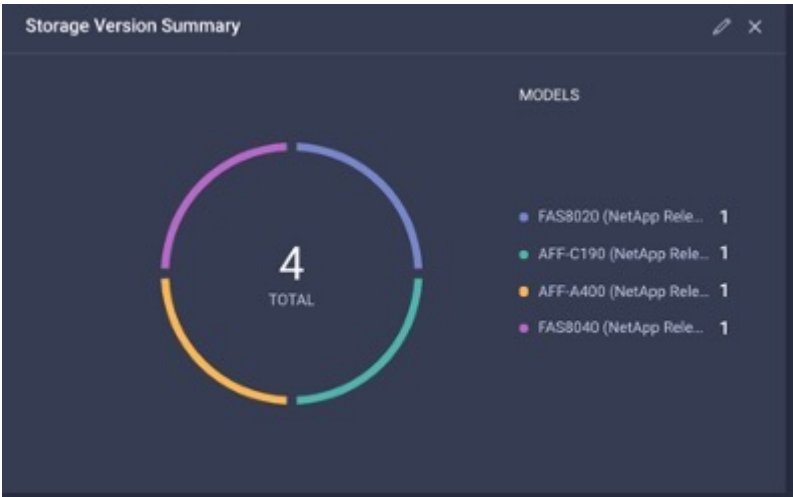 Storage Version Summary
MODELS
4
TOTAL
FAS8020 (NetApp Rele... 1
AFF-C190 (NetApp Rele... 1
AFF-A400 (NetApp Rele... 1
FAS8040 (NetApp Rele... 1